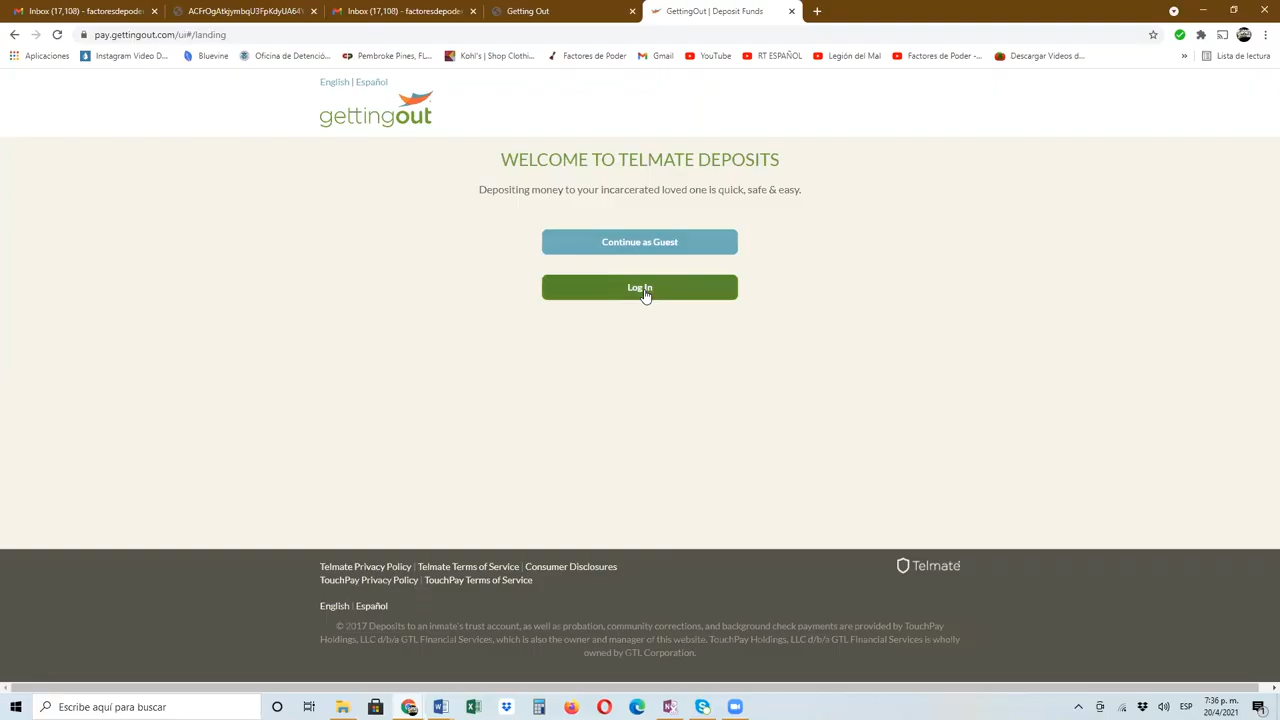 Inbox (17,108) - factoresdepode
ACFrOgAtkjymbqU3FpKdyUA64Y
Inbox (17,108) - factoresdepode
Getting Out
GettingOut | Deposit Funds
pay.gettingout.com/ui#/landing
Aplicaciones
Instagram Video D...
Bluevine
Oficina de Detenció...
Pembroke Pines, FL...
Kohl's | Shop Clothi...
Factores de Poder
Gmail
YouTube
RT ESPAÑOL
Legión del Mal
Factores de Poder -...
Descargar Videos d...
»
Lista de lectura
English | Español
gettingout
WELCOME TO TELMATE DEPOSITS
Depositing money to your incarcerated loved one is quick, safe & easy.
Continue as Guest
Log In
Telmate Privacy Policy | Telmate Terms of Service | Consumer Disclosures
TouchPay Privacy Policy | TouchPay Terms of Service
Telmate
English | Español
© 2017 Deposits to an inmate's trust account, as well as probation, community corrections, and background check payments are provided by TouchPay
Holdings, LLC d/b/a GTL Financial Services, which is also the owner and manager of this website. TouchPay Holdings, LLC d/b/a GTL Financial Services is wholly
owned by GTL Corporation.
Escribe aquí para buscar
ESP
7:36 p. m.
20/4/2021